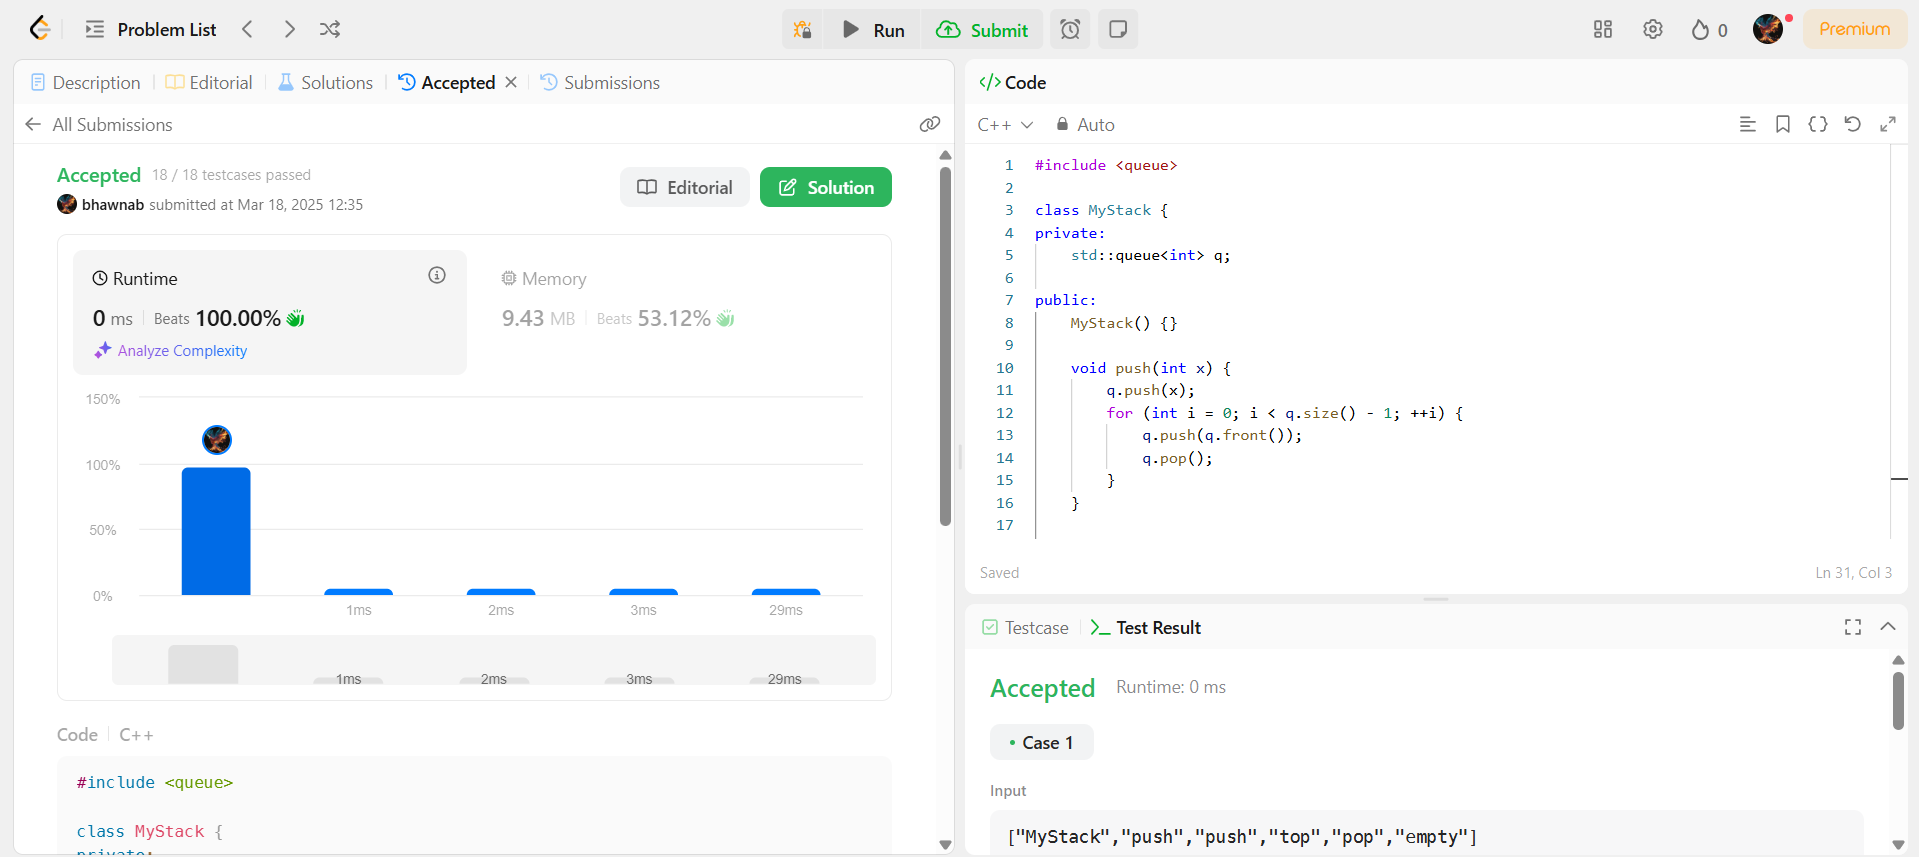 Problem List
Run
Submit
0
Premium
Description
Editorial
Solutions
Accepted
Submissions
All Submissions
Accepted 18 / 18 testcases passed
bhawnab submitted at Mar 18, 2025 12:35
Editorial
Solution
Runtime
0 ms Beats 100.00%
Analyze Complexity
Memory
9.43 MB Beats 53.12%
150%
100%
50%
0%
1ms 2ms 3ms 29ms
1ms 2ms 3ms 29ms
Code C++
#include <queue>
class MyStack {
private:
</> Code
C++ Auto
1 #include <queue>
2
3 class MyStack {
4 private:
5     std::queue<int> q;
6
7 public:
8     MyStack() {}
9
10     void push(int x) {
11         q.push(x);
12         for (int i = 0; i < q.size() - 1; ++i) {
13             q.push(q.front());
14             q.pop();
15         }
16     }
17
Saved
Ln 31, Col 3
Testcase
Test Result
Accepted Runtime: 0 ms
Case 1
Input
["MyStack","push","push","top","pop","empty"]